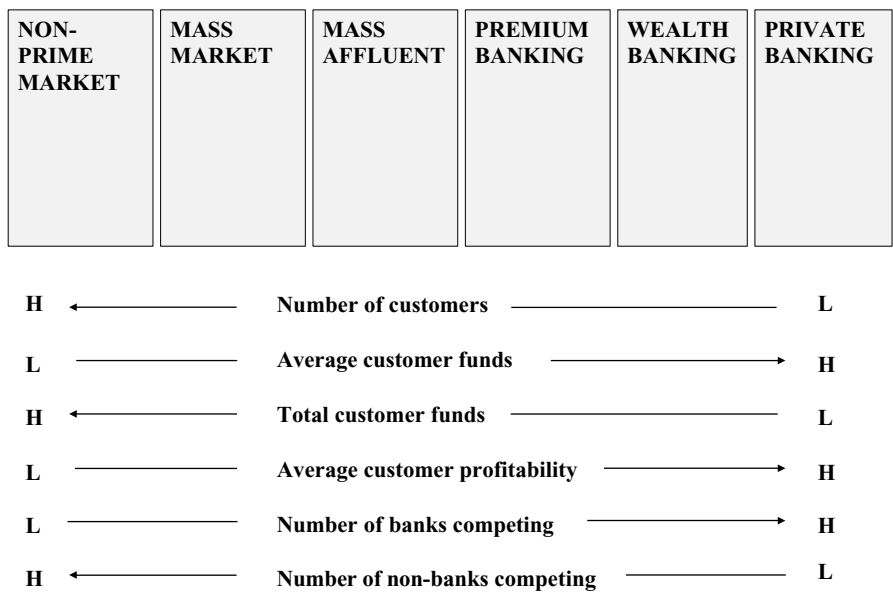 NON-
PRIME
MARKET
MASS
MARKET
MASS
AFFLUENT
PREMIUM
BANKING
WEALTH
BANKING
PRIVATE
BANKING
H Number of customers L
L Average customer funds H
H Total customer funds L
L Average customer profitability H
L Number of banks competing H
H Number of non-banks competing L